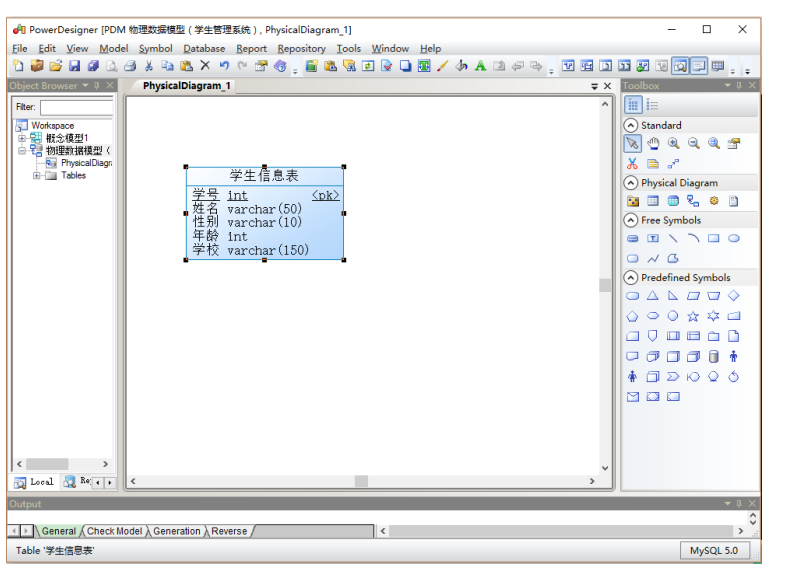 PowerDesigner [PDM 物理数据模型 ( 学生管理系统 ) , PhysicalDiagram_1]
File Edit View Model Symbol Database Report Repository Tools Window Help
Object Browser
PhysicalDiagram_1
Toolbox
Filter:
Workspace
概念模型1
物理数据模型 (
PhysicalDiagr
Tables
学生信息表
学号 int <pk>
姓名 varchar(50)
性别 varchar(10)
年龄 int
学校 varchar(150)
Standard
Physical Diagram
Free Symbols
Predefined Symbols
Local
Output
General Check Model Generation Reverse
Table '学生信息表'
MySQL 5.0